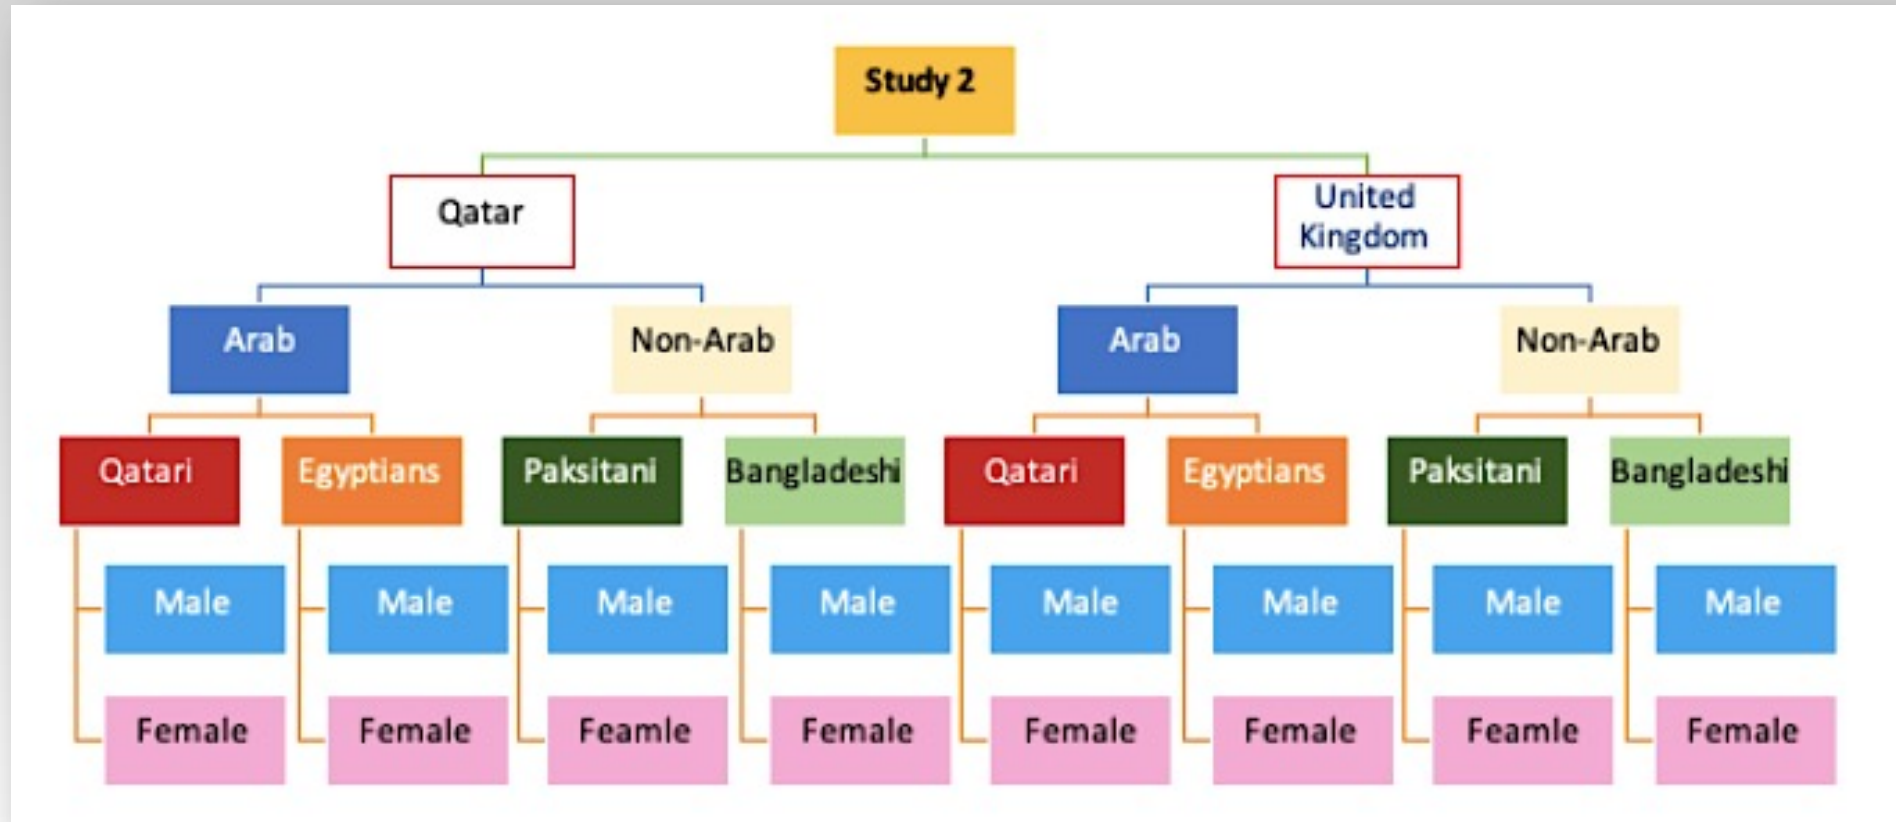 Study 2
Qatar
United
Kingdom
Arab
Non-Arab
Arab
Non-Arab
Qatari
Egyptians
Paksitani
Bangladeshi
Qatari
Egyptians
Paksitani
Bangladeshi
Male
Male
Male
Male
Male
Male
Male
Male
Female
Female
Feamle
Female
Female
Female
Feamle
Female